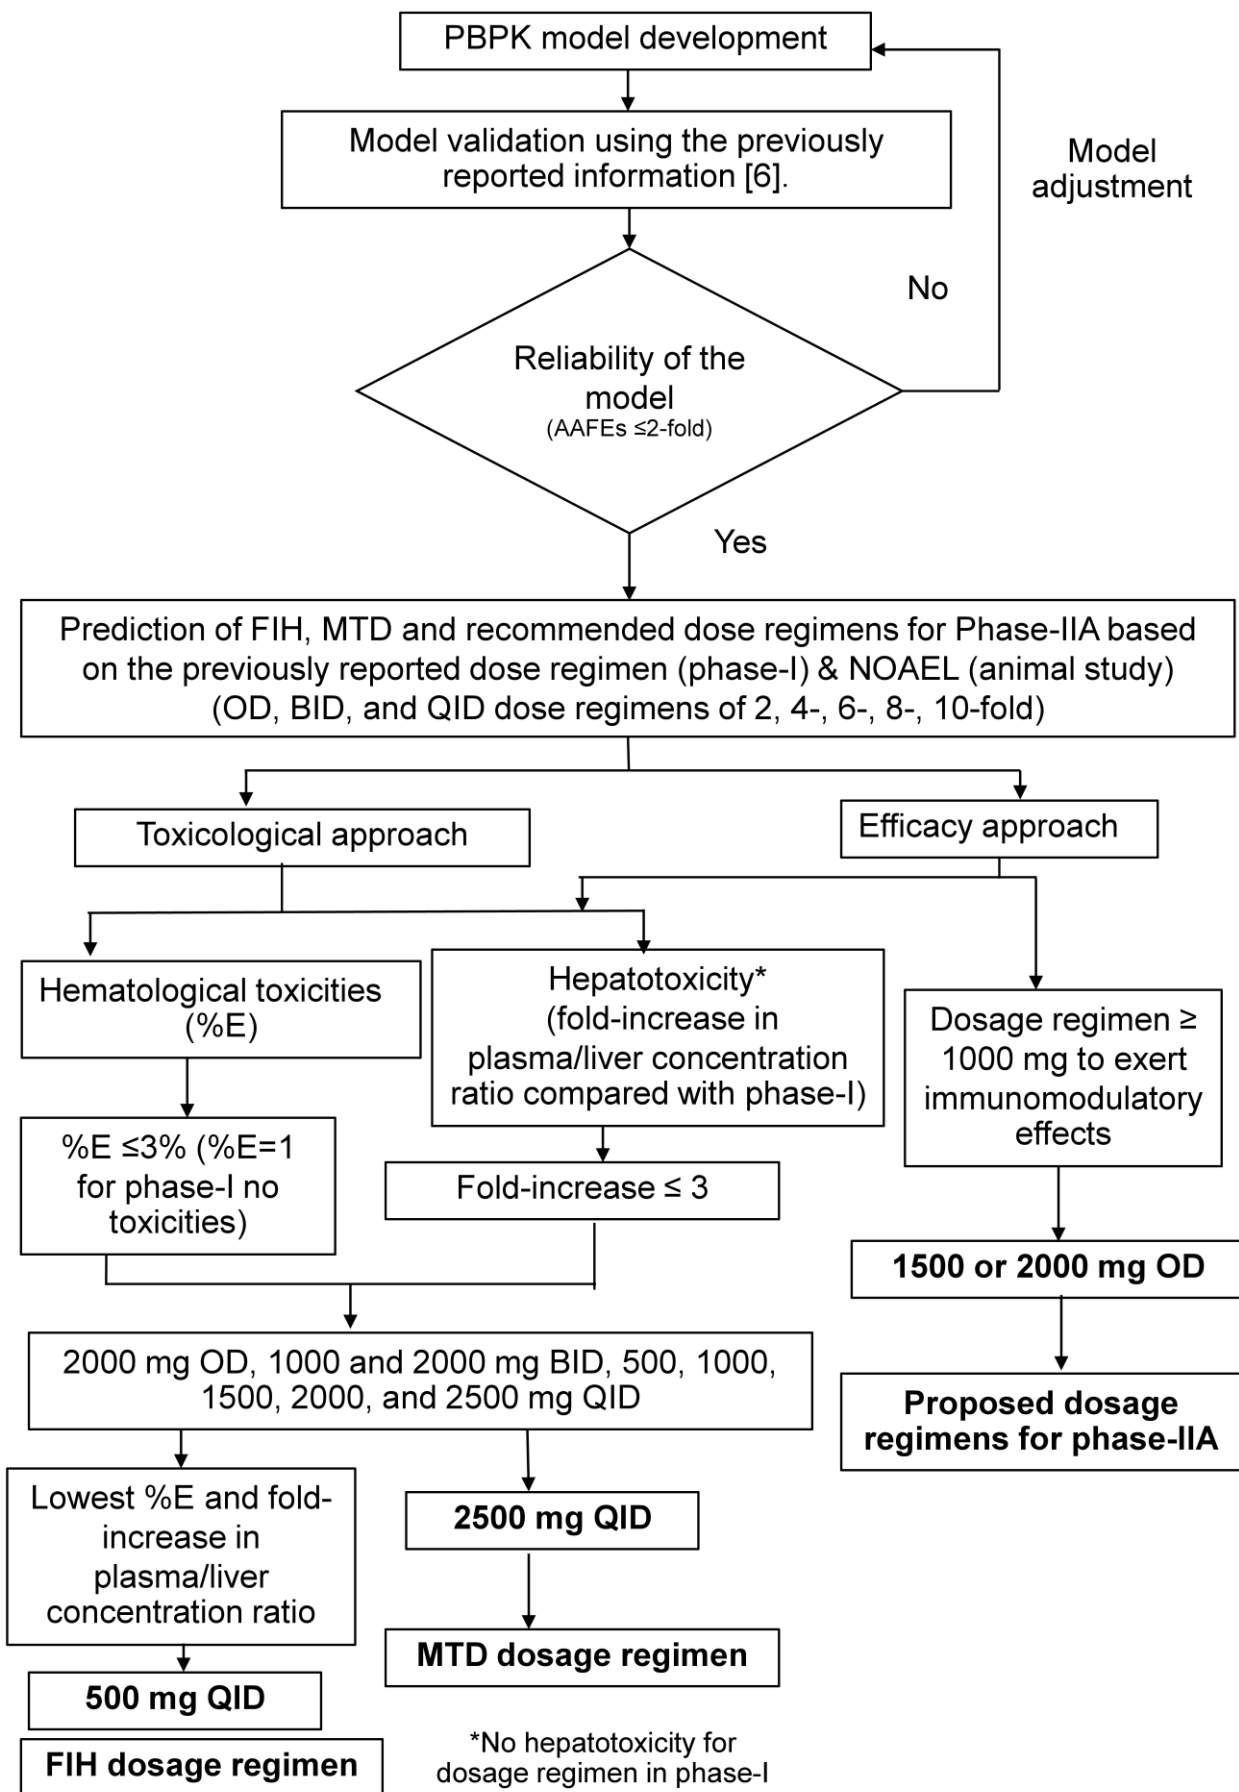 PBPK model development
Model validation using the previously
reported information [6].
Model
adjustment
No
Reliability of the
model
(AAFEs ≤2-fold)
Yes
Prediction of FIH, MTD and recommended dose regimens for Phase-IIA based
on the previously reported dose regimen (phase-I) & NOAEL (animal study)
(OD, BID, and QID dose regimens of 2, 4-, 6-, 8-, 10-fold)
Toxicological approach
Efficacy approach
Hematological toxicities
(%E)
Hepatotoxicity*
(fold-increase in
plasma/liver concentration
ratio compared with phase-I)
Dosage regimen ≥
1000 mg to exert
immunomodulatory
effects
%E ≤3% (%E=1
for phase-I no
toxicities)
Fold-increase ≤ 3
1500 or 2000 mg OD
2000 mg OD, 1000 and 2000 mg BID, 500, 1000,
1500, 2000, and 2500 mg QID
Proposed dosage
regimens for phase-IIA
Lowest %E and fold-
increase in
plasma/liver
concentration ratio
2500 mg QID
MTD dosage regimen
500 mg QID
FIH dosage regimen
*No hepatotoxicity for
dosage regimen in phase-I